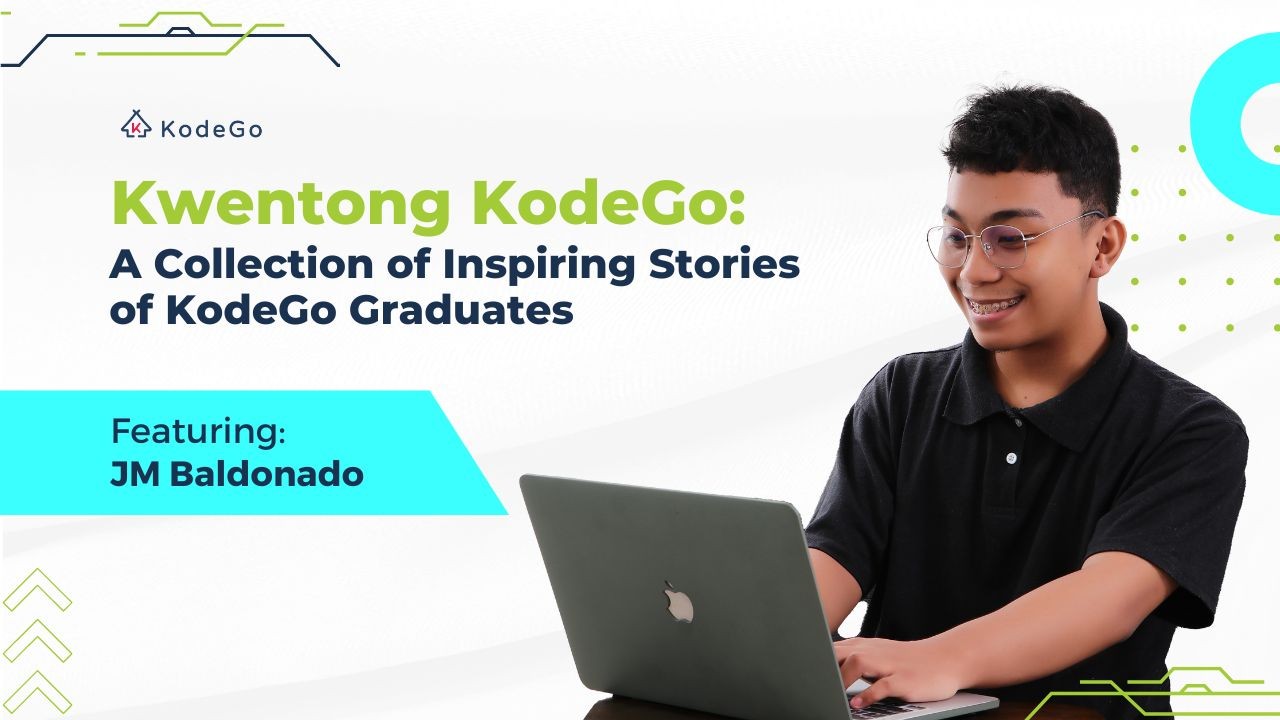 KodeGo
Kwentong KodeGo:
A Collection of Inspiring Stories
of KodeGo Graduates
Featuring:
JM Baldonado